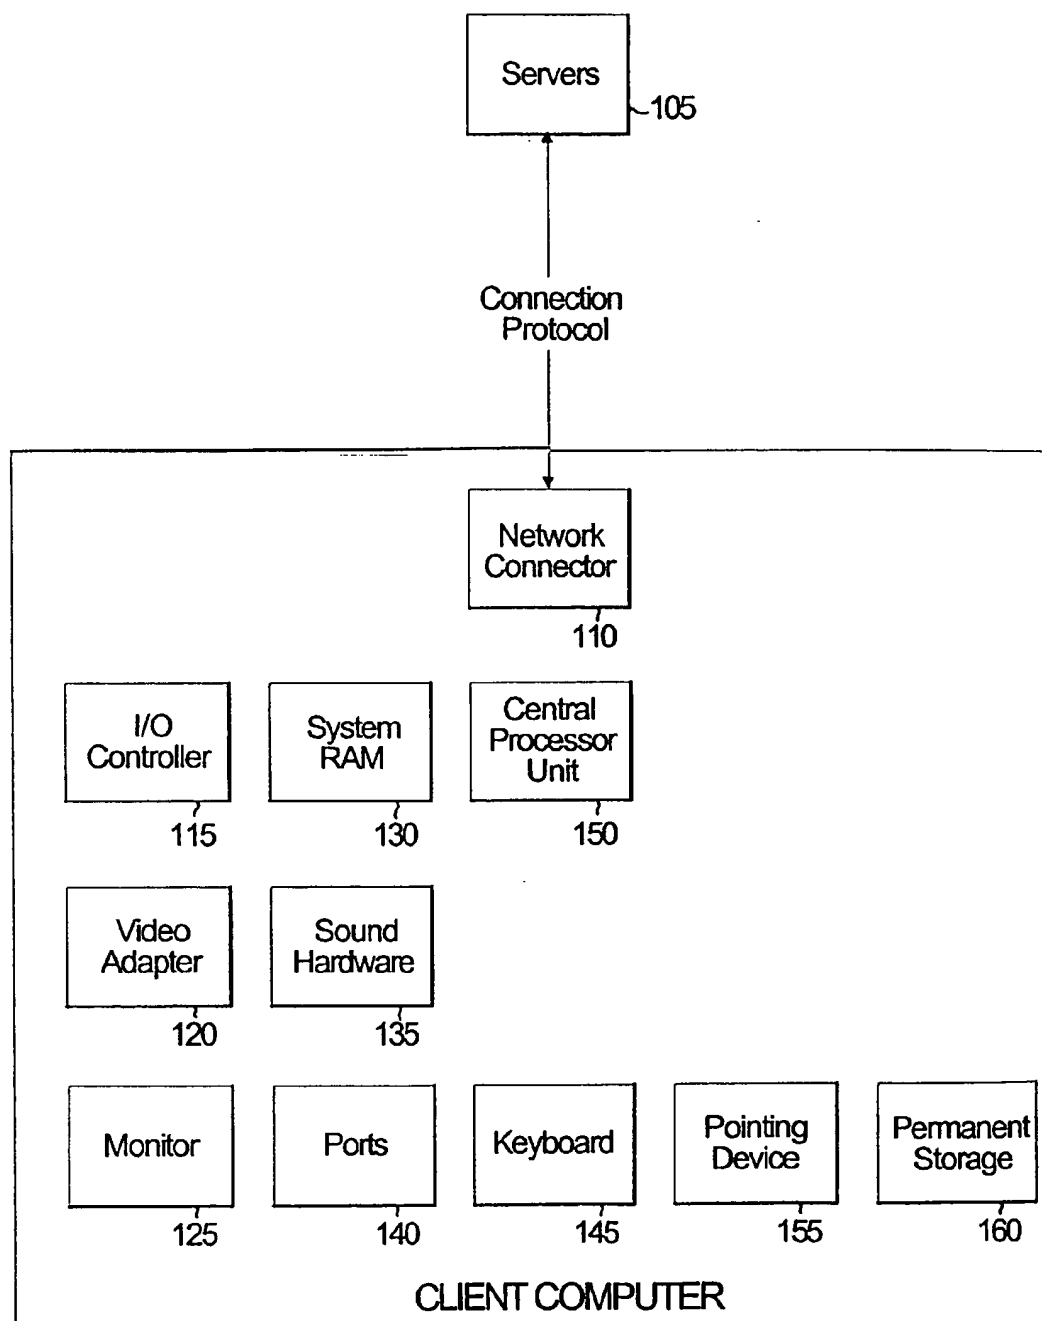 Servers
105
Connection
Protocol
Network
Connector
110
I/O
Controller
115
System
RAM
130
Central
Processor
Unit
150
Video
Adapter
120
Sound
Hardware
135
Monitor
125
Ports
140
Keyboard
145
Pointing
Device
155
Permanent
Storage
160
CLIENT COMPUTER